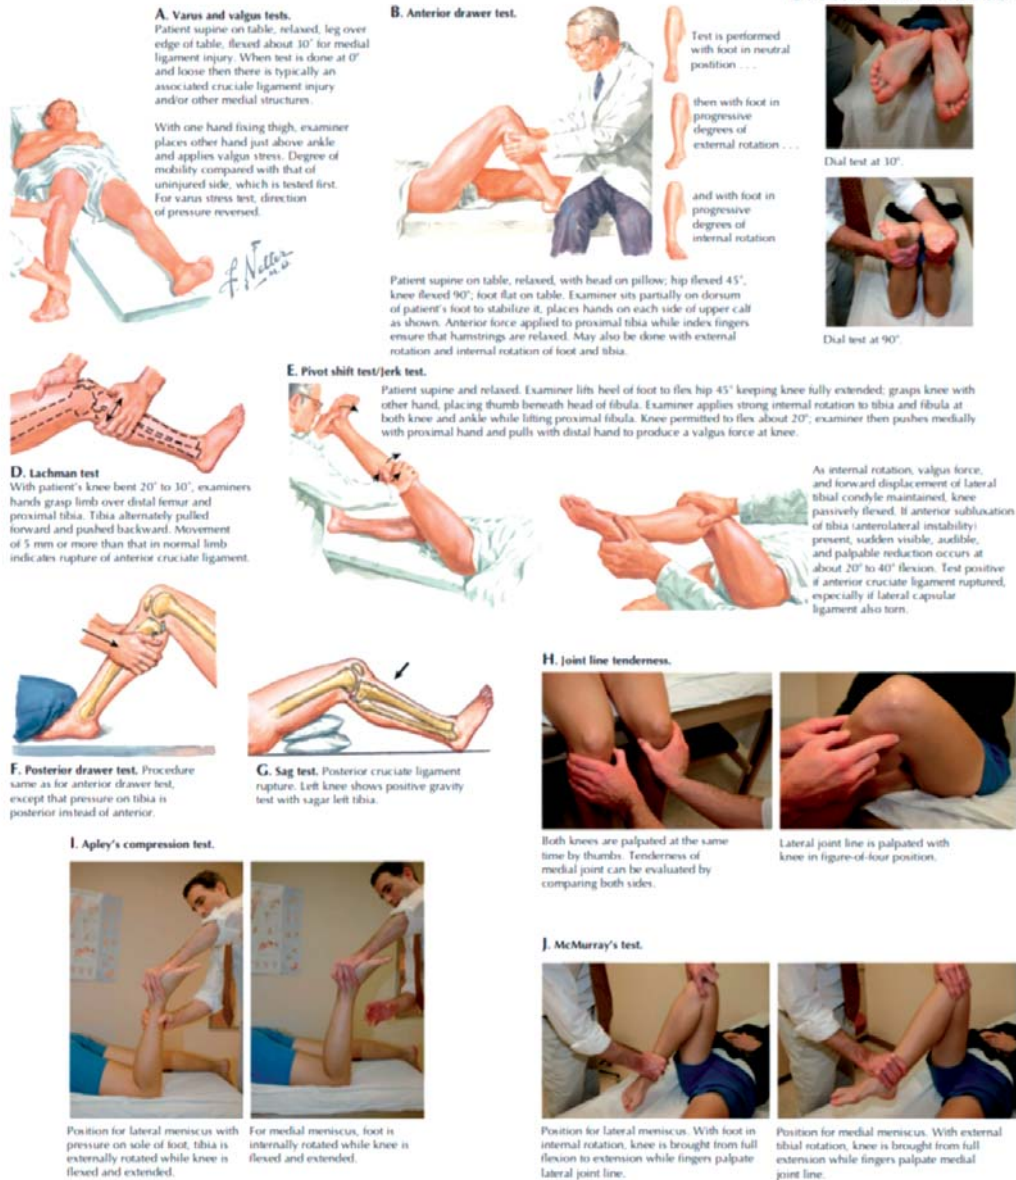 A. Varus and valgus tests.
Patient supine on table, relaxed, leg over
edge of table, flexed about 30° for medial
ligament injury. When test is done at 0°
and loose then there is typically an
associated cruciale ligament injury
and/or other medial structures.
With one hand fixing thigh, examiner
places other hand just above ankle
and applies valgus stress. Degree of
mobility compared with that of
uninjured side, which is tested first.
For varus stress test, direction
of pressure reversed.
F. Netter
M.D.
B. Anterior drawer test.
Test is performed
with foot in neutral
postition . . .
then with foot in
progressive
degrees of
external rotation . . .
and with foot in
progressive
degrees of
internal rotation
Patient supine on table, relaxed, with head on pillow; hip flexed 45°,
knee flexed 90°; foot flat on table. Examiner sits partially on dorsum
of patient's foot to stabilize it, places hands on each side of upper calf
as shown. Anterior force applied to proximal tibia while index fingers
ensure that hamstrings are relaxed. May also be done with external
rotation and internal rotation of foot and tibia.
Dial test at 30°.
Dial test at 90°.
D. Lachman test
With patient's knee bent 20° to 30°, examiners
hands grasp limb over distal femur and
proximal tibia. Tibia alternately pulled
forward and pushed backward. Movement
of 5 mm or more than that in normal limb
indicates rupture of anterior cruciate ligament.
E. Pivot shift test/Jerk test.
Patient supine and relaxed. Examiner lifts heel of foot to flex hip 45° keeping knee fully extended; grasps knee with
other hand, placing thumb beneath head of fibula. Examiner applies strong internal rotation to tibia and fibula at
both knee and ankle while lifting proximal fibula. Knee permitted to flex about 20°; examiner then pushes medially
with proximal hand and pulls with distal hand to produce a valgus force at knee.
As internal rotation, valgus force,
and forward displacement of lateral
tibial condyle maintained, knee
passively flexed. If anterior subluxation
of tibia (anterolateral instability)
present, sudden visible, audible,
and palpable reduction occurs at
about 20° to 40° flexion. Test positive
if anterior cruciate ligament ruptured,
especially if lateral capsular
ligament also torn.
F. Posterior drawer test. Procedure
same as for anterior drawer test,
except that pressure on tibia is
posterior instead of anterior.
G. Sag test. Posterior cruciate ligament
rupture. Left knee shows positive gravity
test with sagar left tibia.
H. Joint line tenderness.
Both knees are palpated at the same
time by thumbs. Tenderness of
medial joint can be evaluated by
comparing both sides.
Lateral joint line is palpated with
knee in figure-of-four position.
I. Apley's compression test.
Position for lateral meniscus with
pressure on sole of foot, tibia is
externally rotated while knee is
flexed and extended.
For medial meniscus, foot is
internally rotated while knee is
flexed and extended.
J. McMurray's test.
Position for lateral meniscus. With foot in
internal rotation, knee is brought from full
flexion to extension while fingers palpate
lateral joint line.
Position for medial meniscus. With external
tibial rotation, knee is brought from full
extension while fingers palpate medial
joint line.